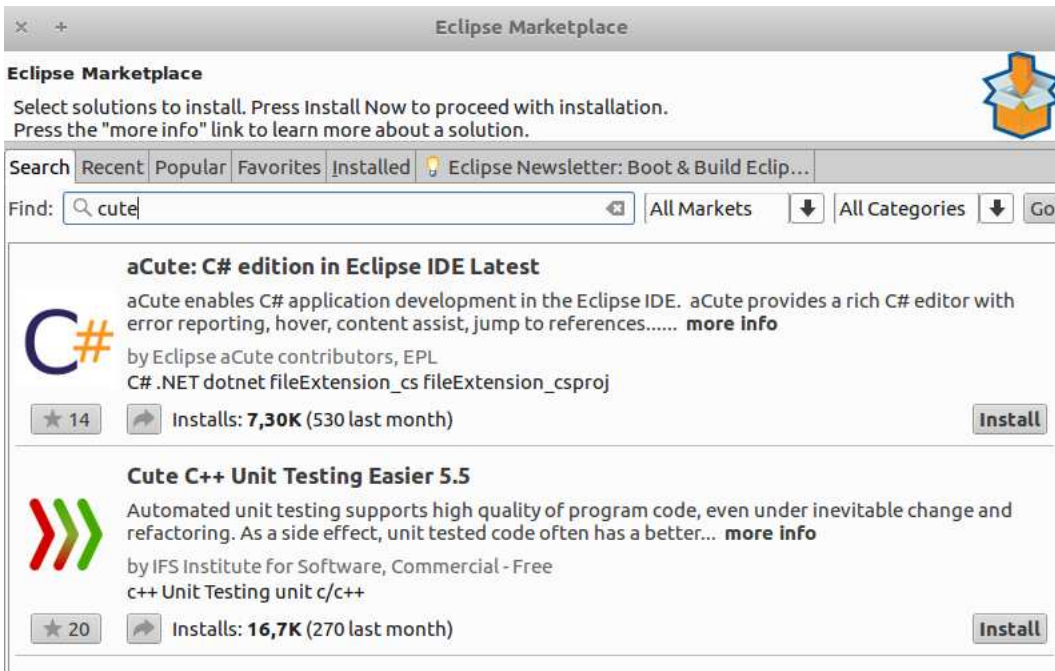 Eclipse Marketplace
Eclipse Marketplace
Select solutions to install. Press Install Now to proceed with installation.
Press the "more info" link to learn more about a solution.
Search Recent Popular Favorites Installed Eclipse Newsletter: Boot & Build Eclip...
Find: cute All Markets All Categories Go
aCute: C# edition in Eclipse IDE Latest
aCute enables C# application development in the Eclipse IDE. aCute provides a rich C# editor with
error reporting, hover, content assist, jump to references...... more info
C#
by Eclipse aCute contributors, EPL
C# .NET dotnet fileExtension_cs fileExtension_csproj
14 Installs: 7,30K (530 last month) Install
Cute C++ Unit Testing Easier 5.5
Automated unit testing supports high quality of program code, even under inevitable change and
refactoring. As a side effect, unit tested code often has a better... more info
by IFS Institute for Software, Commercial - Free
c++ Unit Testing unit c/c++
20 Installs: 16,7K (270 last month) Install